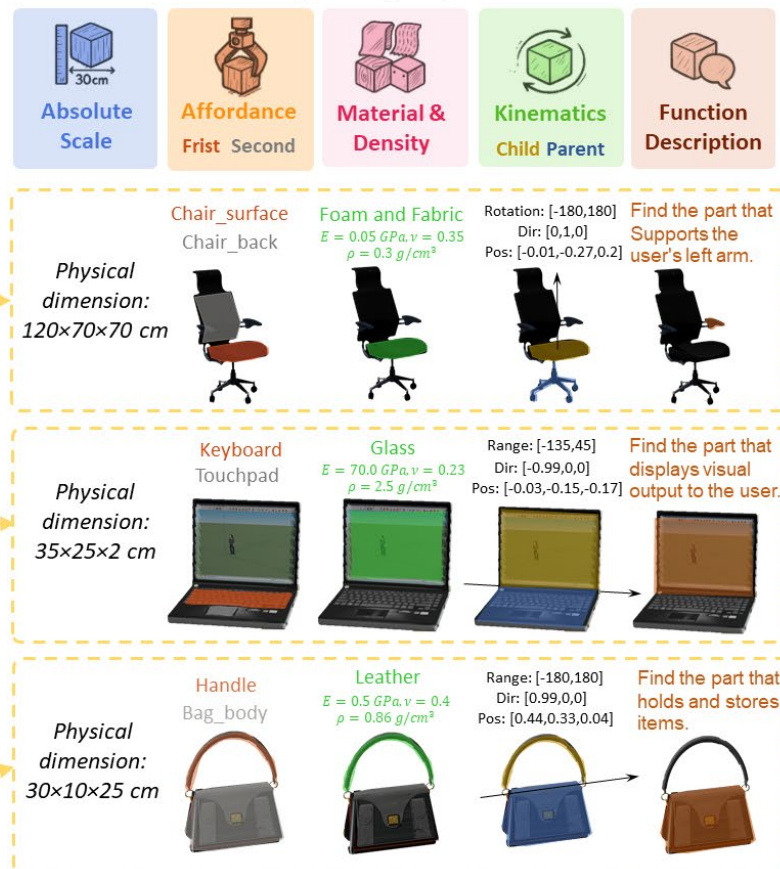 30cm
Absolute
Scale
Affordance
Frist Second
Material &
Density
Kinematics
Child Parent
Function
Description
Physical
dimension:
120×70×70 cm
Chair_surface
Chair_back
Foam and Fabric
E = 0.05 GPa, ν = 0.35
ρ = 0.3 g/cm³
Rotation: [-180,180]
Dir: [0,1,0]
Pos: [-0.01,-0.27,0.2]
Find the part that
Supports the
user's left arm.
Physical
dimension:
35×25×2 cm
Keyboard
Touchpad
Glass
E = 70.0 GPa, ν = 0.23
ρ = 2.5 g/cm³
Range: [-135,45]
Dir: [-0.99,0,0]
Pos: [-0.03,-0.15,-0.17]
Find the part that
displays visual
output to the user.
Physical
dimension:
30×10×25 cm
Handle
Bag_body
Leather
E = 0.5 GPa, ν = 0.4
ρ = 0.86 g/cm³
Range: [-180,180]
Dir: [0.99,0,0]
Pos: [0.44,0.33,0.04]
Find the part that
holds and stores
items.